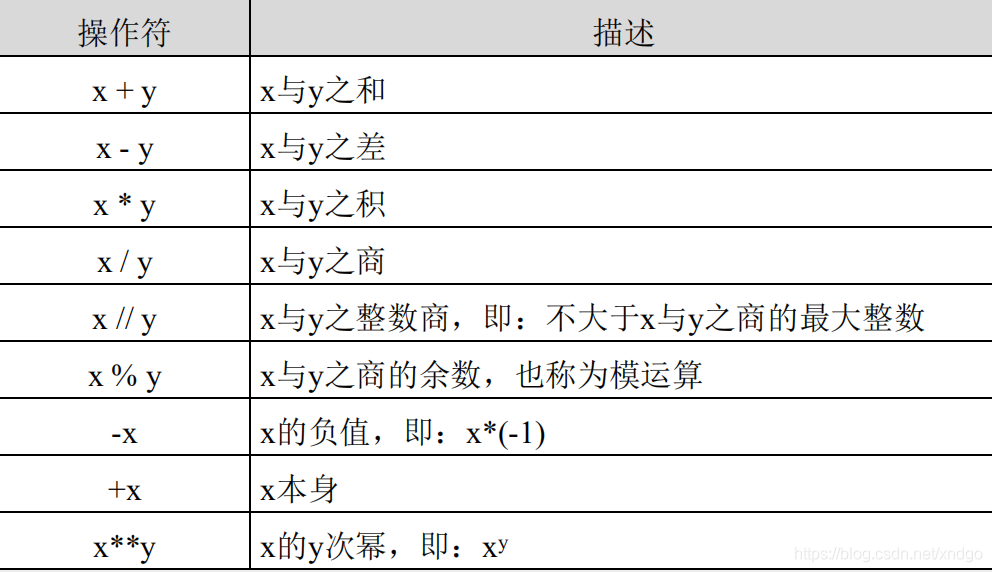 操作符 描述
x + y x与y之和
x - y x与y之差
x * y x与y之积
x / y x与y之商
x // y x与y之整数商，即：不大于x与y之商的最大整数
x % y x与y之商的余数，也称为模运算
-x x的负值，即：x*(-1)
+x x本身
x**y x的y次幂，即：xʸ
https://blog.csdn.net/xndgo